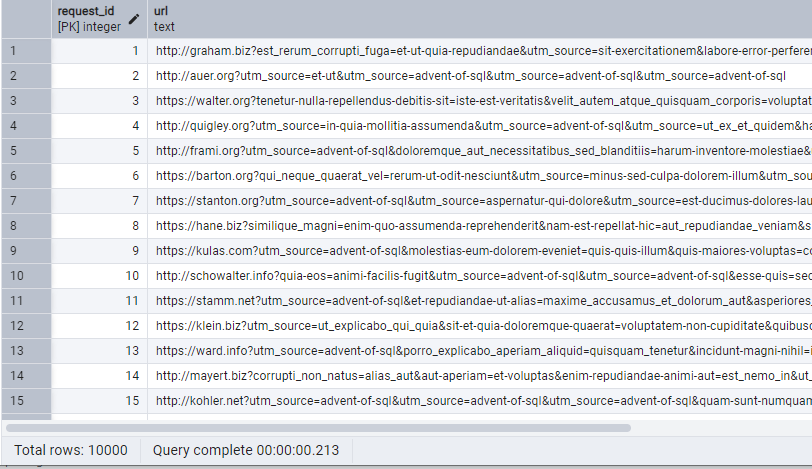 request_id url
[PK] integer text
1 1 http://graham.biz?est_rerum_corrupti_fuga=et-ut-quia-repudiandae&utm_source=sit-exercitationem&labore-error-perferen
2 2 http://auer.org?utm_source=et-ut&utm_source=advent-of-sql&utm_source=advent-of-sql&utm_source=advent-of-sql
3 3 https://walter.org?tenetur-nulla-repellendus-debitis-sit=iste-est-veritatis&velit_autem_atque_quisquam_corporis=voluptat
4 4 http://quigley.org?utm_source=in-quia-mollitia-assumenda&utm_source=advent-of-sql&utm_source=ut_ex_et_quidem&ha
5 5 http://frami.org?utm_source=advent-of-sql&doloremque_aut_necessitatibus_sed_blanditiis=harum-inventore-molestiae&
6 6 https://barton.org?qui_neque_quaerat_vel=rerum-ut-odit-nesciunt&utm_source=minus-sed-culpa-dolorem-illum&utm_sou
7 7 https://stanton.org?utm_source=advent-of-sql&utm_source=aspernatur-qui-dolore&utm_source=est-ducimus-dolores-lau
8 8 https://hane.biz?similique_magni=enim-quo-assumenda-reprehenderit&nam-est-repellat-hic=aut_repudiandae_veniam&s
9 9 https://kulas.com?utm_source=advent-of-sql&molestias-eum-dolorem-eveniet=quis-quis-illum&quis-maiores-voluptas=co
10 10 http://schowalter.info?quia-eos=animi-facilis-fugit&utm_source=advent-of-sql&utm_source=advent-of-sql&esse-quis=sed
11 11 https://stamm.net?utm_source=advent-of-sql&et-repudiandae-ut-alias=maxime_accusamus_et_dolorum_aut&asperiores
12 12 https://klein.biz?utm_source=ut_explicabo_qui_quia&sit-et-quia-doloremque-quaerat=voluptatem-non-cupiditate&quibusd
13 13 https://ward.info?utm_source=advent-of-sql&porro_explicabo_aperiam_aliquid=quisquam_tenetur&incidunt-magni-nihil=i
14 14 http://mayert.biz?corrupti_non_natus=alias_aut&aut-aperiam=et-voluptas&enim-repudiandae-animi-aut=est_nemo_in&ut_
15 15 http://kohler.net?utm_source=advent-of-sql&utm_source=advent-of-sql&utm_source=advent-of-sql&quam-sunt-numquam
Total rows: 10000 Query complete 00:00:00.213